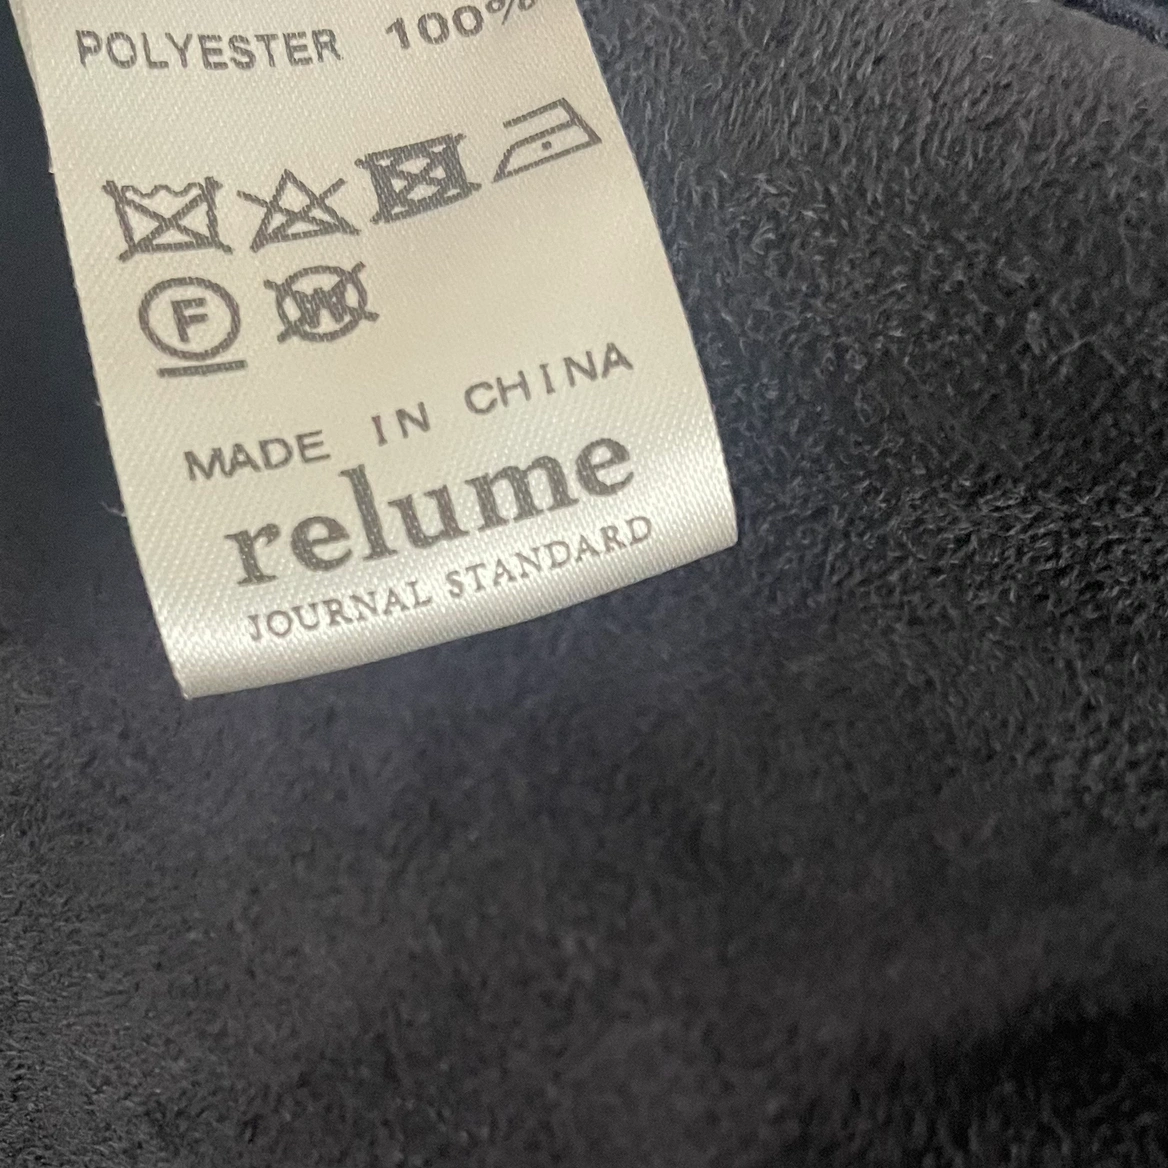 POLYESTER 100%
F W
MADE IN CHINA
relume
JOURNAL STANDARD